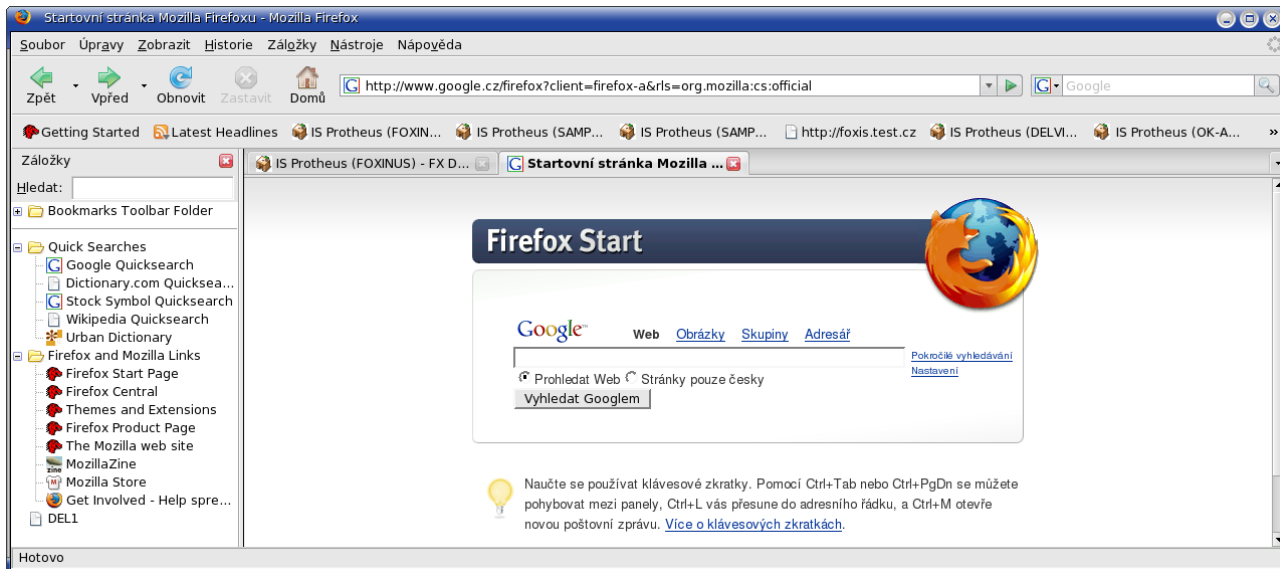 Startovní stránka Mozilla Firefoxu - Mozilla Firefox
Soubor Úpravy Zobrazit Historie Záložky Nástroje Nápověda
Zpět Vpřed Obnovit Zastavit Domů http://www.google.cz/firefox?client=firefox-a&rls=org.mozilla:cs:official G Google
Getting Started Latest Headlines IS Protheus (FOXIN... IS Protheus (SAMP... IS Protheus (SAMP... http://foxis.test.cz IS Protheus (DELVI... IS Protheus (OK-A... »
Záložky
IS Protheus (FOXINUS) - FX D... Startovní stránka Mozilla ...
Hledat:
Bookmarks Toolbar Folder
Quick Searches
Google Quicksearch
Dictionary.com Quicksea...
Stock Symbol Quicksearch
Wikipedia Quicksearch
Urban Dictionary
Firefox and Mozilla Links
Firefox Start Page
Firefox Central
Themes and Extensions
Firefox Product Page
The Mozilla web site
MozillaZine
Mozilla Store
Get Involved - Help spre...
DEL1
Firefox Start
Google™ Web Obrázky Skupiny Adresář
Pokročilé vyhledávání
Nastavení
Prohledat Web Stránky pouze česky
Vyhledat Googlem
Naučte se používat klávesové zkratky. Pomocí Ctrl+Tab nebo Ctrl+PgDn se můžete
pohybovat mezi panely, Ctrl+L vás přesune do adresního řádku, a Ctrl+M otevře
novou poštovní zprávu. Více o klávesových zkratkách.
Hotovo